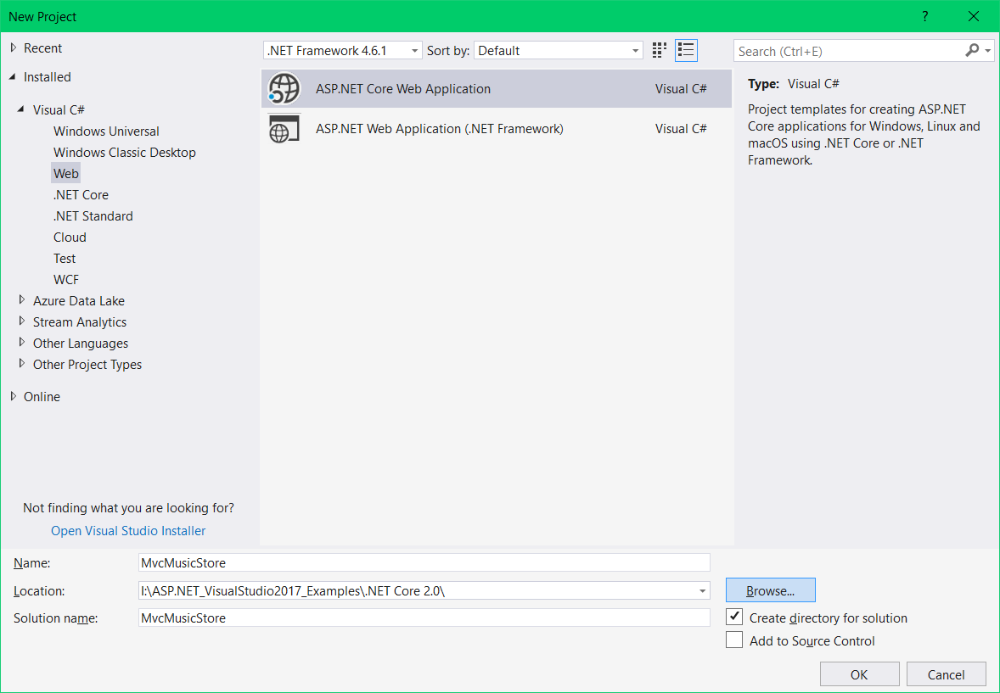 New Project
?
Recent
Installed
Visual C#
Windows Universal
Windows Classic Desktop
Web
.NET Core
.NET Standard
Cloud
Test
WCF
Azure Data Lake
Stream Analytics
Other Languages
Other Project Types
Online
Not finding what you are looking for?
Open Visual Studio Installer
.NET Framework 4.6.1
Sort by: Default
ASP.NET Core Web Application Visual C#
ASP.NET Web Application (.NET Framework) Visual C#
Search (Ctrl+E)
Type: Visual C#
Project templates for creating ASP.NET
Core applications for Windows, Linux and
macOS using .NET Core or .NET
Framework.
Name: MvcMusicStore
Location: I:\ASP.NET_VisualStudio2017_Examples\.NET Core 2.0\
Browse...
Solution name: MvcMusicStore
Create directory for solution
Add to Source Control
OK
Cancel